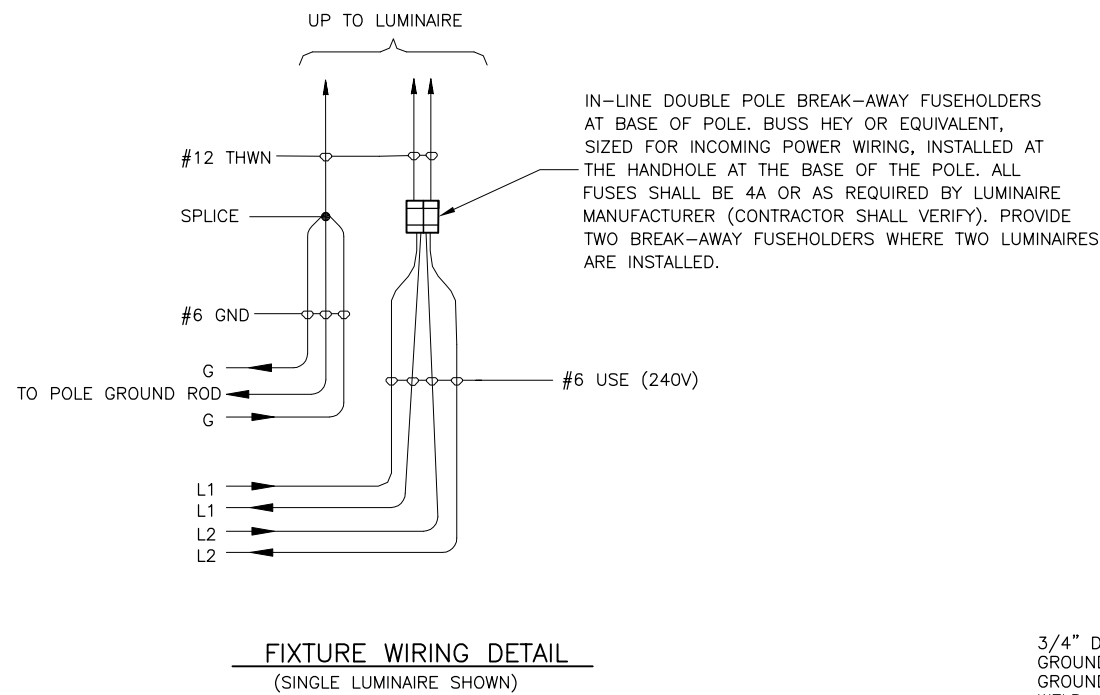 UP TO LUMINAIRE
IN-LINE DOUBLE POLE BREAK-AWAY FUSEHOLDERS
AT BASE OF POLE. BUSS HEY OR EQUIVALENT,
SIZED FOR INCOMING POWER WIRING, INSTALLED AT
THE HANDHOLE AT THE BASE OF THE POLE. ALL
FUSES SHALL BE 4A OR AS REQUIRED BY LUMINAIRE
MANUFACTURER (CONTRACTOR SHALL VERIFY). PROVIDE
TWO BREAK-AWAY FUSEHOLDERS WHERE TWO LUMINAIRES
ARE INSTALLED.
#12 THWN
SPLICE
#6 GND
G
TO POLE GROUND ROD
G
#6 USE (240V)
L1
L1
L2
L2
FIXTURE WIRING DETAIL
(SINGLE LUMINAIRE SHOWN)
3/4" D
GROUND
GROUND